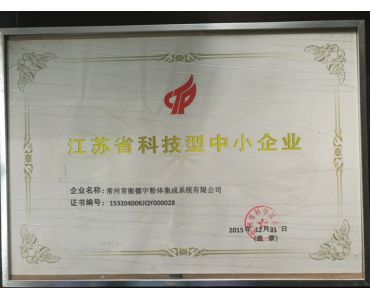 江苏省科技型中小企业
企业名称：常州常衡德宇粉体集成系统有限公司
证书编号：15320400KJQY000028
2015年12月31日
（盖 章）